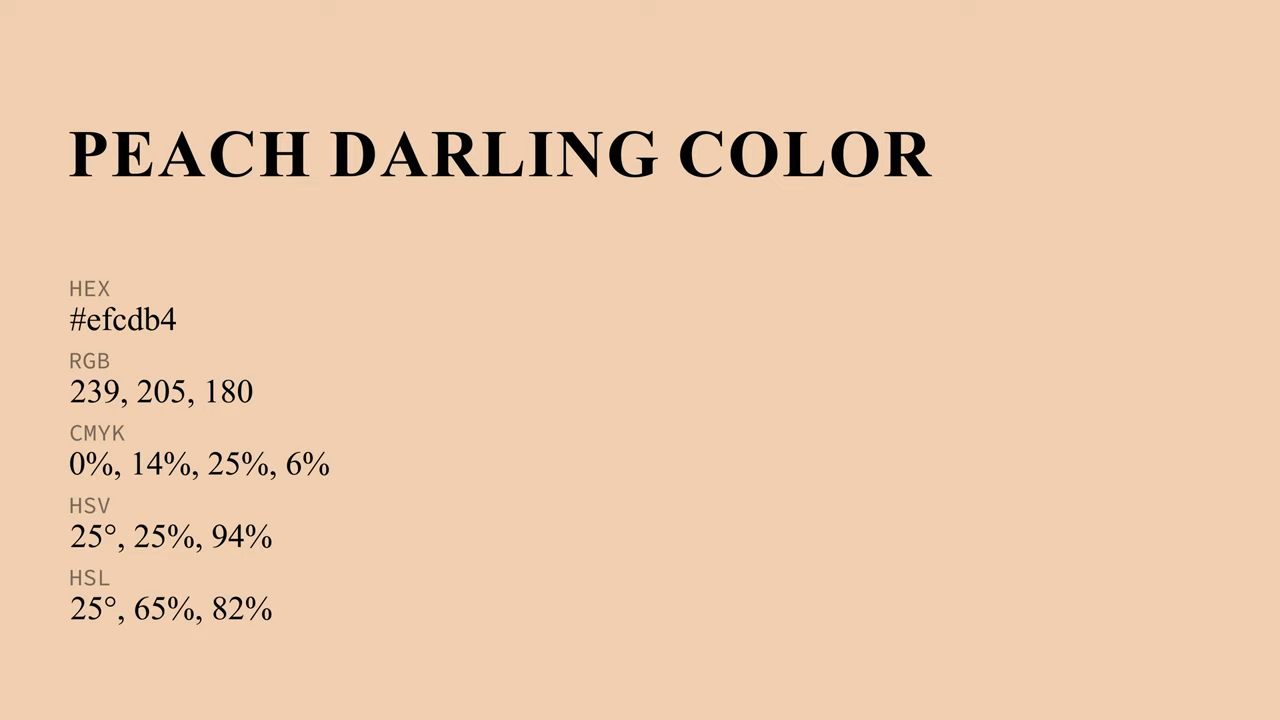 PEACH DARLING COLOR
HEX
#efcdb4
RGB
239, 205, 180
CMYK
0%, 14%, 25%, 6%
HSV
25°, 25%, 94%
HSL
25°, 65%, 82%